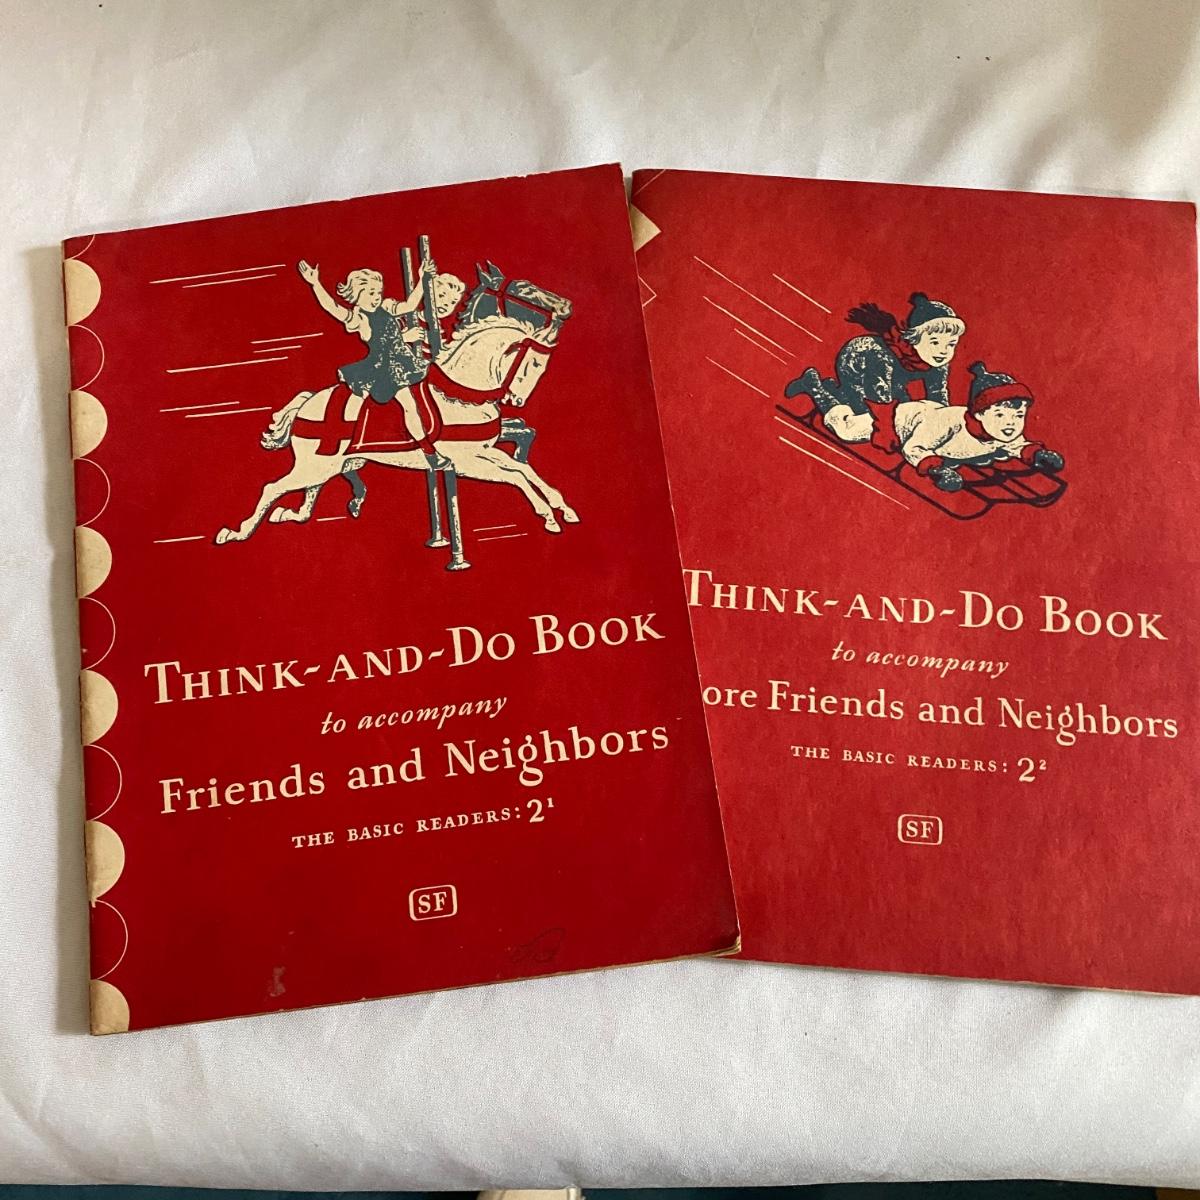 THINK-AND-DO BOOK
to accompany
Friends and Neighbors
THE BASIC READERS: 2¹
SF
THINK-AND-DO BOOK
to accompany
ore Friends and Neighbors
THE BASIC READERS: 2²
SF